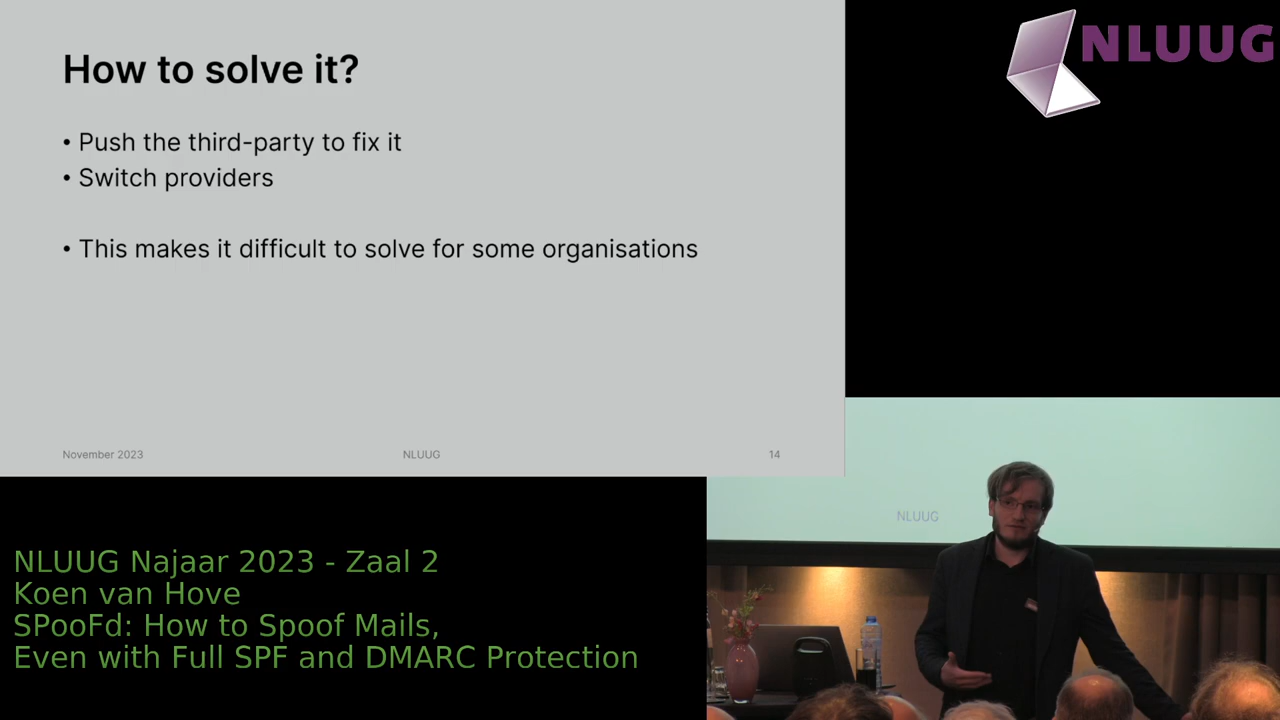 How to solve it?
• Push the third-party to fix it
• Switch providers
• This makes it difficult to solve for some organisations
November 2023 NLUUG 14
NLUUG
NLUUG
NLUUG Najaar 2023 - Zaal 2
Koen van Hove
SPooFd: How to Spoof Mails,
Even with Full SPF and DMARC Protection